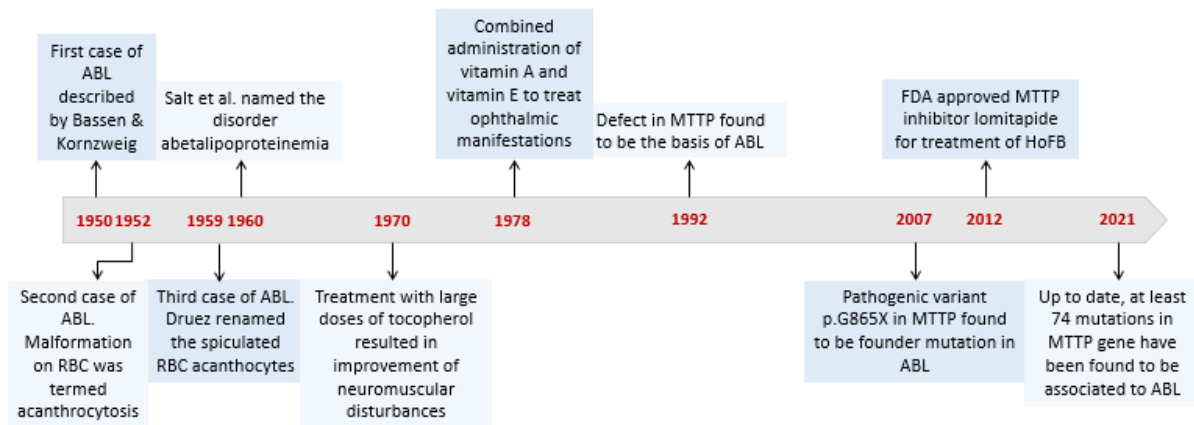 First case of
ABL
described
by Bassen &
Kornzweig
Salt et al. named the
disorder
abetalipoproteinemia
Combined
administration of
vitamin A and
vitamin E to treat
ophthalmic
manifestations
Defect in MTTP found
to be the basis of ABL
FDA approved MTTP
inhibitor lomitapide
for treatment of HoFB
1950 1952 1959 1960 1970 1978 1992 2007 2012 2021
Second case of
ABL.
Malformation
on RBC was
termed
acanthrocytosis
Third case of ABL.
Druez renamed
the spiculated
RBC acanthocytes
Treatment with large
doses of tocopherol
resulted in
improvement of
neuromuscular
disturbances
Pathogenic variant
p.G865X in MTTP found
to be founder mutation in
ABL
Up to date, at least
74 mutations in
MTTP gene have
been found to be
associated to ABL